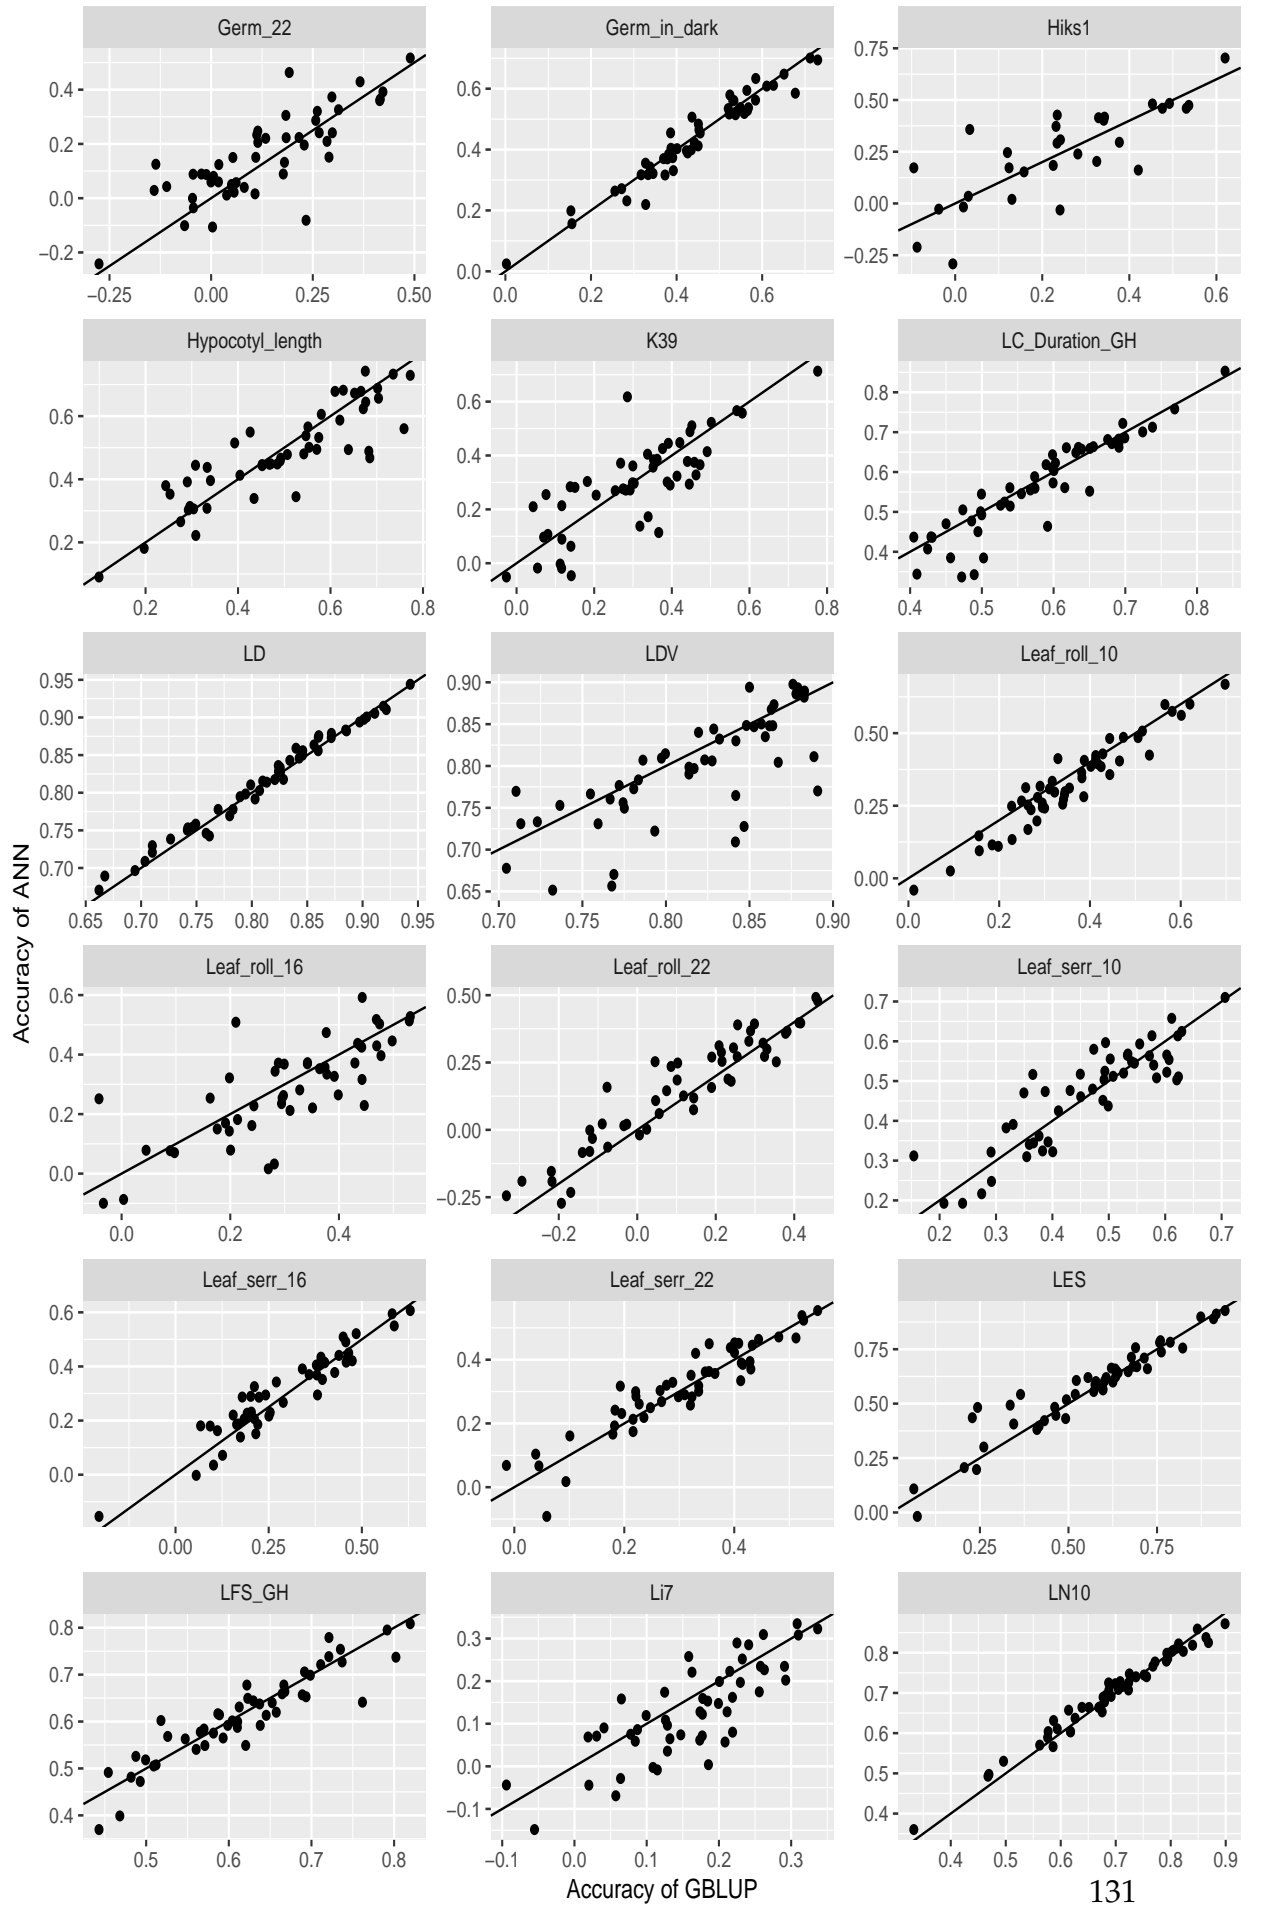 Germ_22 Germ_in_dark Hiks1
0.4 0.2 0.0 −0.2
−0.25 0.00 0.25 0.50
0.6 0.4 0.2 0.0
0.0 0.2 0.4 0.6
0.75 0.50 0.25 0.00 −0.25
0.0 0.2 0.4 0.6
Hypocotyl_length K39 LC_Duration_GH
0.6 0.4 0.2
0.2 0.4 0.6 0.8
0.6 0.4 0.2 0.0
0.0 0.2 0.4 0.6 0.8
0.8 0.7 0.6 0.5 0.4
0.4 0.5 0.6 0.7 0.8
LD LDV Leaf_roll_10
0.95 0.90 0.85 0.80 0.75 0.70
0.65 0.70 0.75 0.80 0.85 0.90 0.95
0.90 0.85 0.80 0.75 0.70 0.65
0.70 0.75 0.80 0.85 0.90
0.50 0.25 0.00
0.0 0.2 0.4 0.6
Accuracy of ANN
Leaf_roll_16 Leaf_roll_22 Leaf_serr_10
0.6 0.4 0.2 0.0
0.0 0.2 0.4
0.50 0.25 0.00 −0.25
−0.2 0.0 0.2 0.4
0.7 0.6 0.5 0.4 0.3 0.2
0.2 0.3 0.4 0.5 0.6 0.7
Leaf_serr_16 Leaf_serr_22 LES
0.6 0.4 0.2 0.0
0.00 0.25 0.50
0.4 0.2 0.0
0.0 0.2 0.4
0.75 0.50 0.25 0.00
0.25 0.50 0.75
LFS_GH Li7 LN10
0.8 0.7 0.6 0.5 0.4
0.5 0.6 0.7 0.8
0.3 0.2 0.1 0.0 −0.1
−0.1 0.0 0.1 0.2 0.3
0.8 0.7 0.6 0.5 0.4
0.4 0.5 0.6 0.7 0.8 0.9
Accuracy of GBLUP
131